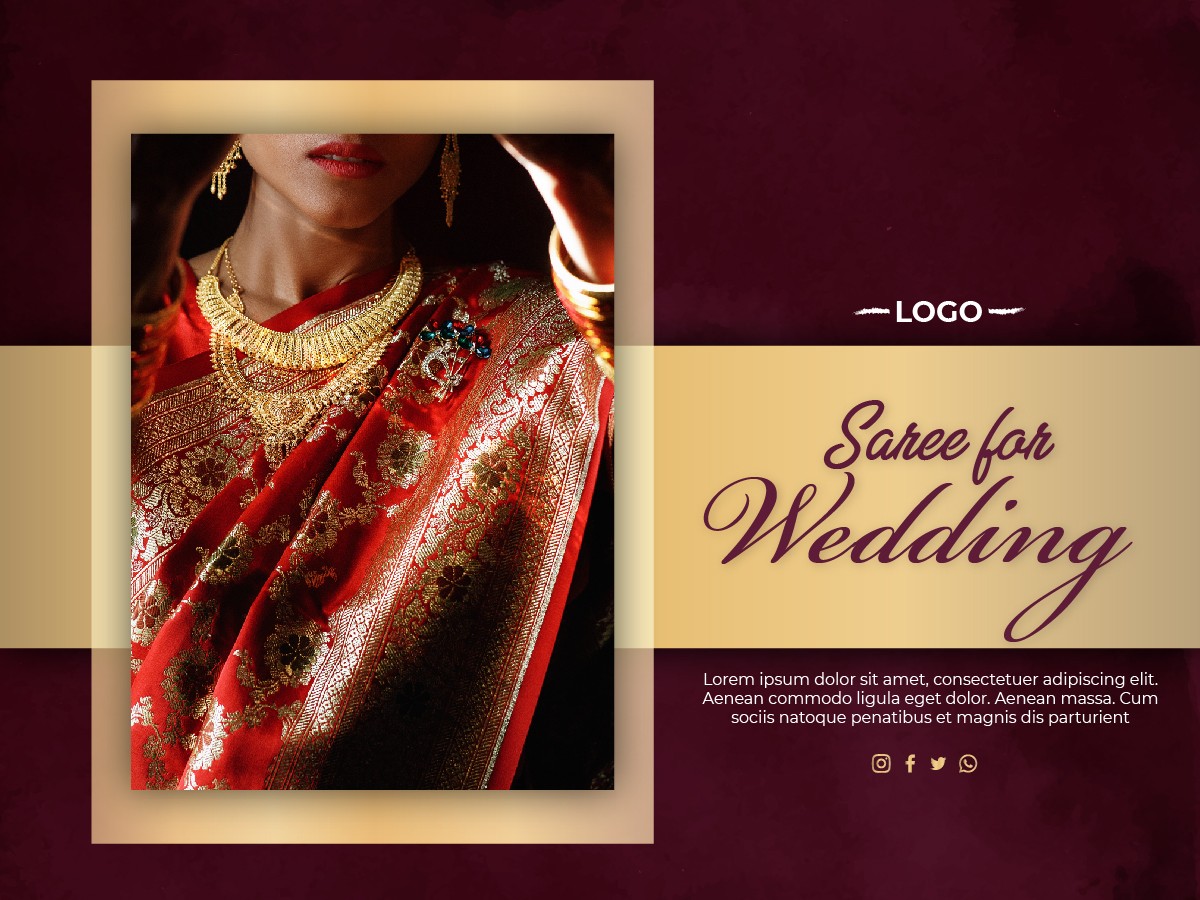 LOGO
Saree for
Wedding
Lorem ipsum dolor sit amet, consectetuer adipiscing elit.
Aenean commodo ligula eget dolor. Aenean massa. Cum
sociis natoque penatibus et magnis dis parturient